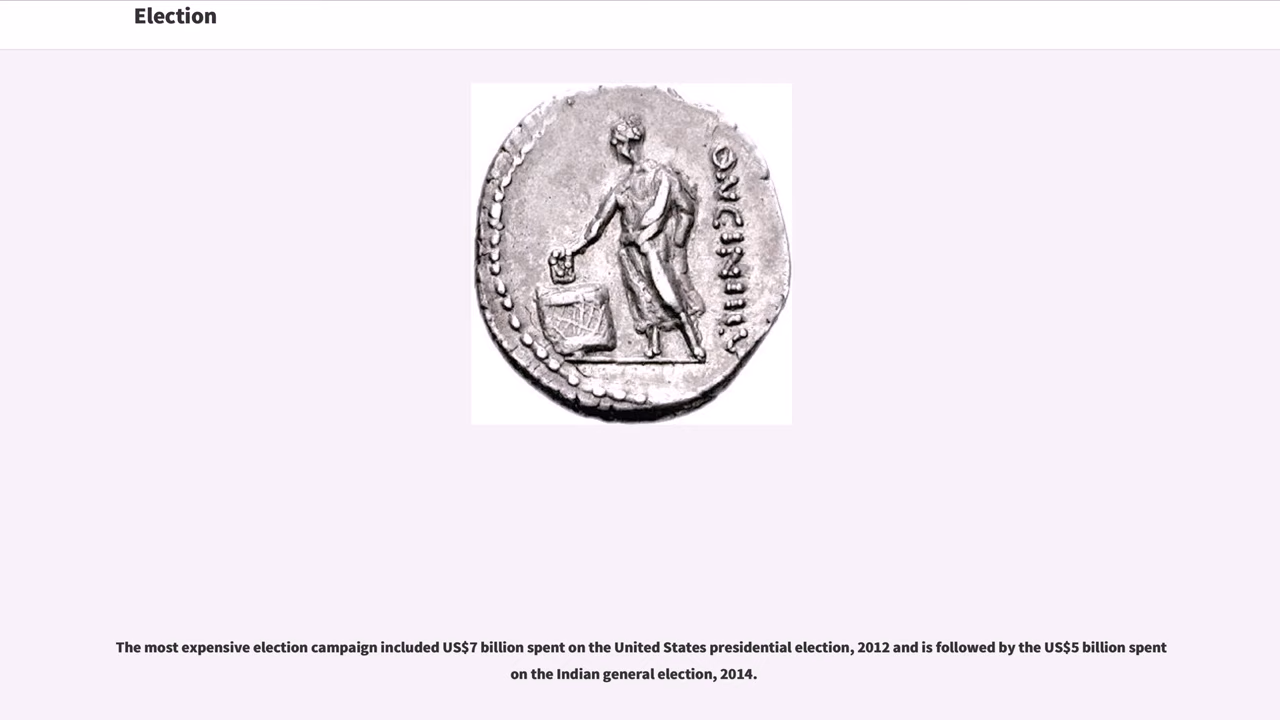 Election
The most expensive election campaign included US$7 billion spent on the United States presidential election, 2012 and is followed by the US$5 billion spent
on the Indian general election, 2014.